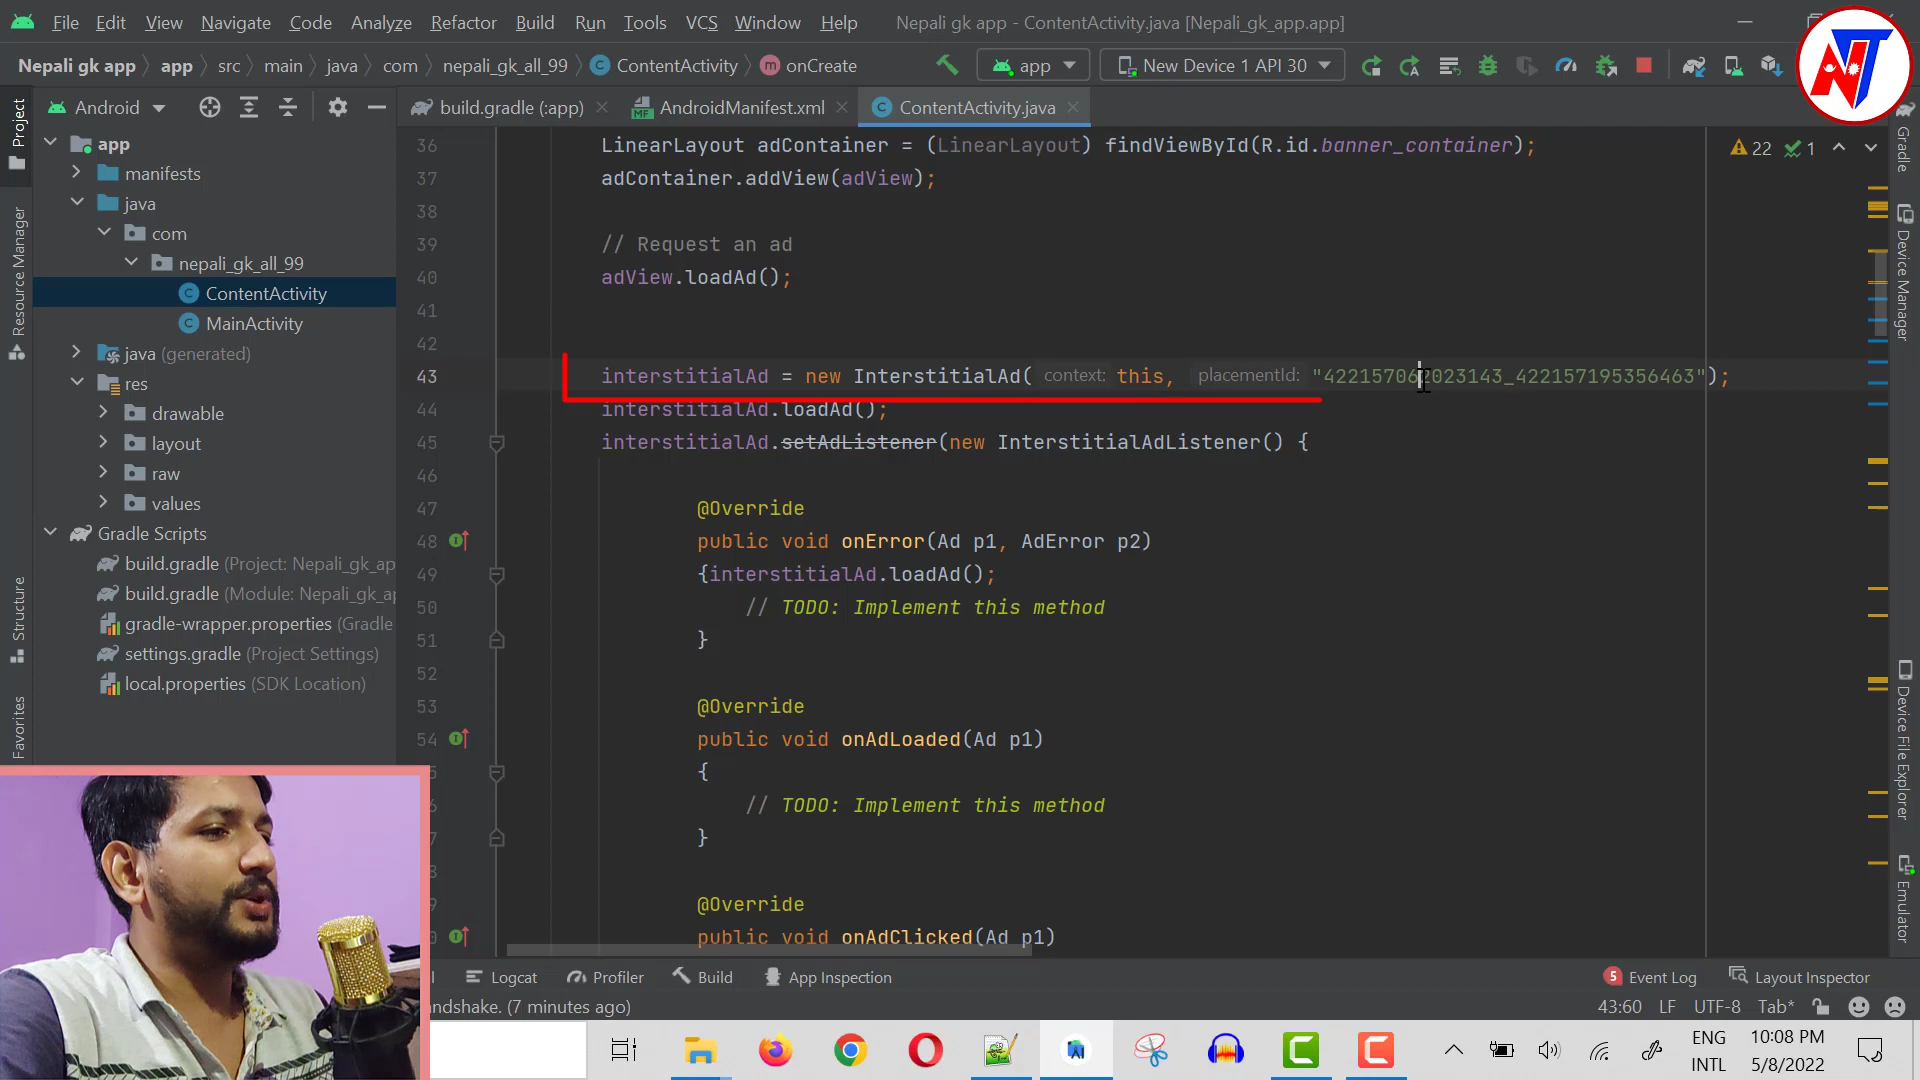 File Edit View Navigate Code Analyze Refactor Build Run Tools VCS Window Help Nepali gk app - ContentActivity.java [Nepali_gk_app.app]
Nepali gk app app src main java com nepali_gk_all_99 ContentActivity onCreate app New Device 1 API 30
NT
Android build.gradle (:app) AndroidManifest.xml ContentActivity.java
Project
Resource Manager
Structure
Favorites
app
manifests
java
com
nepali_gk_all_99
ContentActivity
MainActivity
java (generated)
res
drawable
layout
raw
values
Gradle Scripts
build.gradle (Project: Nepali_gk_ap
build.gradle (Module: Nepali_gk_a
gradle-wrapper.properties (Gradle
settings.gradle (Project Settings)
local.properties (SDK Location)
36 LinearLayout adContainer = (LinearLayout) findViewById(R.id.banner_container);
37 adContainer.addView(adView);
38
39 // Request an ad
40 adView.loadAd();
41
42
43 interstitialAd = new InterstitialAd( context: this, placementId: "422157062023143_422157195356463");
44 interstitialAd.loadAd();
45 interstitialAd.setAdListener(new InterstitialAdListener() {
46
47 @Override
48 public void onError(Ad p1, AdError p2)
49 {interstitialAd.loadAd();
50 // TODO: Implement this method
51 }
52
53 @Override
54 public void onAdLoaded(Ad p1)
{
// TODO: Implement this method
}
@Override
public void onAdClicked(Ad p1)
22 1
Gradle
Device Manager
Device File Explorer
Emulator
Logcat Profiler Build App Inspection 5 Event Log Layout Inspector
andshake. (7 minutes ago) 43:60 LF UTF-8 Tab*
ENG
INTL
10:08 PM
5/8/2022